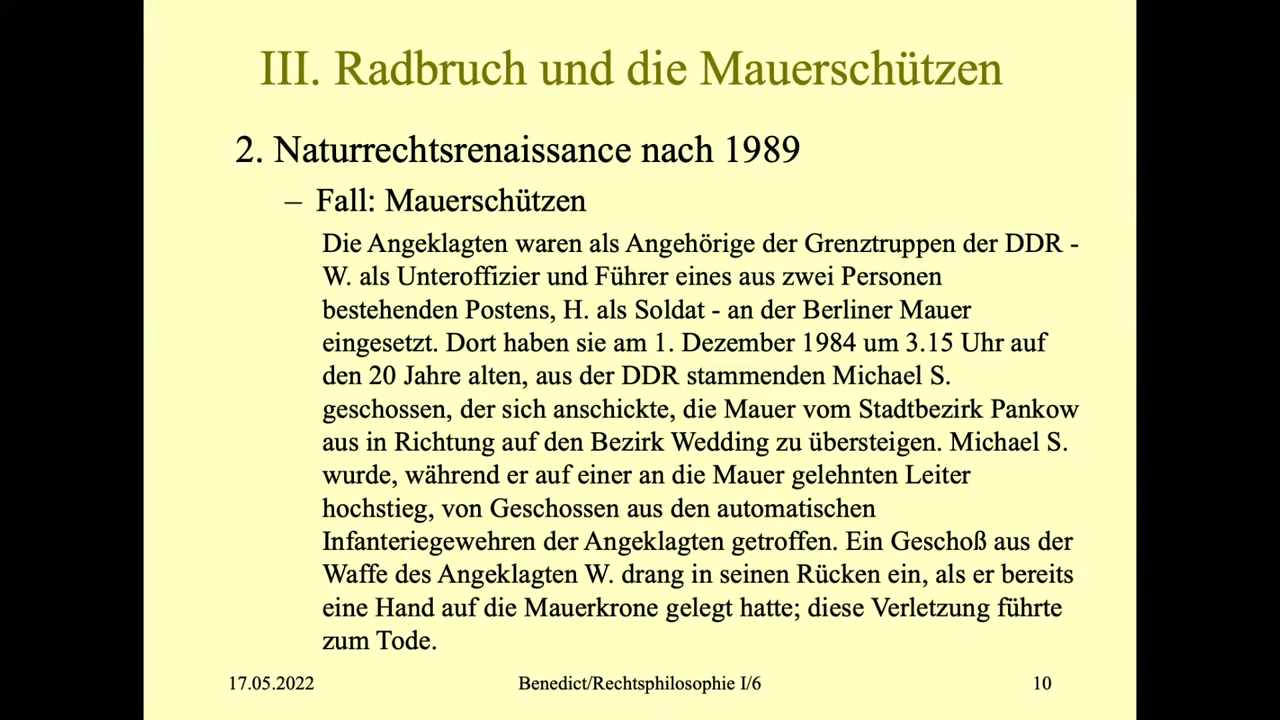 III. Radbruch und die Mauerschützen
2. Naturrechtsrenaissance nach 1989
– Fall: Mauerschützen
Die Angeklagten waren als Angehörige der Grenztruppen der DDR -
W. als Unteroffizier und Führer eines aus zwei Personen
bestehenden Postens, H. als Soldat - an der Berliner Mauer
eingesetzt. Dort haben sie am 1. Dezember 1984 um 3.15 Uhr auf
den 20 Jahre alten, aus der DDR stammenden Michael S.
geschossen, der sich anschickte, die Mauer vom Stadtbezirk Pankow
aus in Richtung auf den Bezirk Wedding zu übersteigen. Michael S.
wurde, während er auf einer an die Mauer gelehnten Leiter
hochstieg, von Geschossen aus den automatischen
Infanteriegewehren der Angeklagten getroffen. Ein Geschoß aus der
Waffe des Angeklagten W. drang in seinen Rücken ein, als er bereits
eine Hand auf die Mauerkrone gelegt hatte; diese Verletzung führte
zum Tode.
17.05.2022 Benedict/Rechtsphilosophie I/6 10